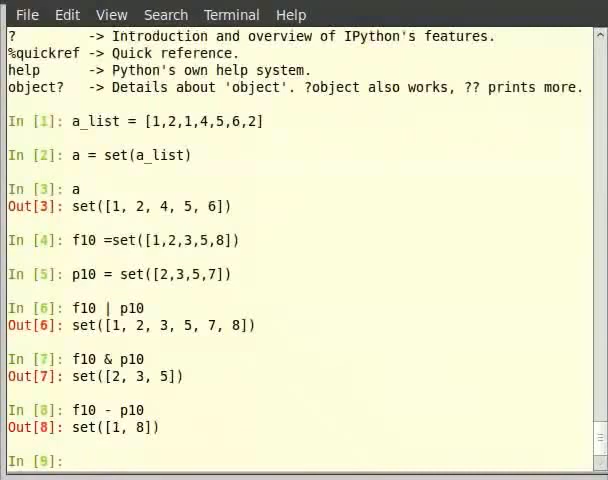 File Edit View Search Terminal Help
? -> Introduction and overview of IPython's features.
%quickref -> Quick reference.
help -> Python's own help system.
object? -> Details about 'object'. ?object also works, ?? prints more.
In [1]: a_list = [1,2,1,4,5,6,2]
In [2]: a = set(a_list)
In [3]: a
Out[3]: set([1, 2, 4, 5, 6])
In [4]: f10 =set([1,2,3,5,8])
In [5]: p10 = set([2,3,5,7])
In [6]: f10 | p10
Out[6]: set([1, 2, 3, 5, 7, 8])
In [7]: f10 & p10
Out[7]: set([2, 3, 5])
In [8]: f10 - p10
Out[8]: set([1, 8])
In [9]: